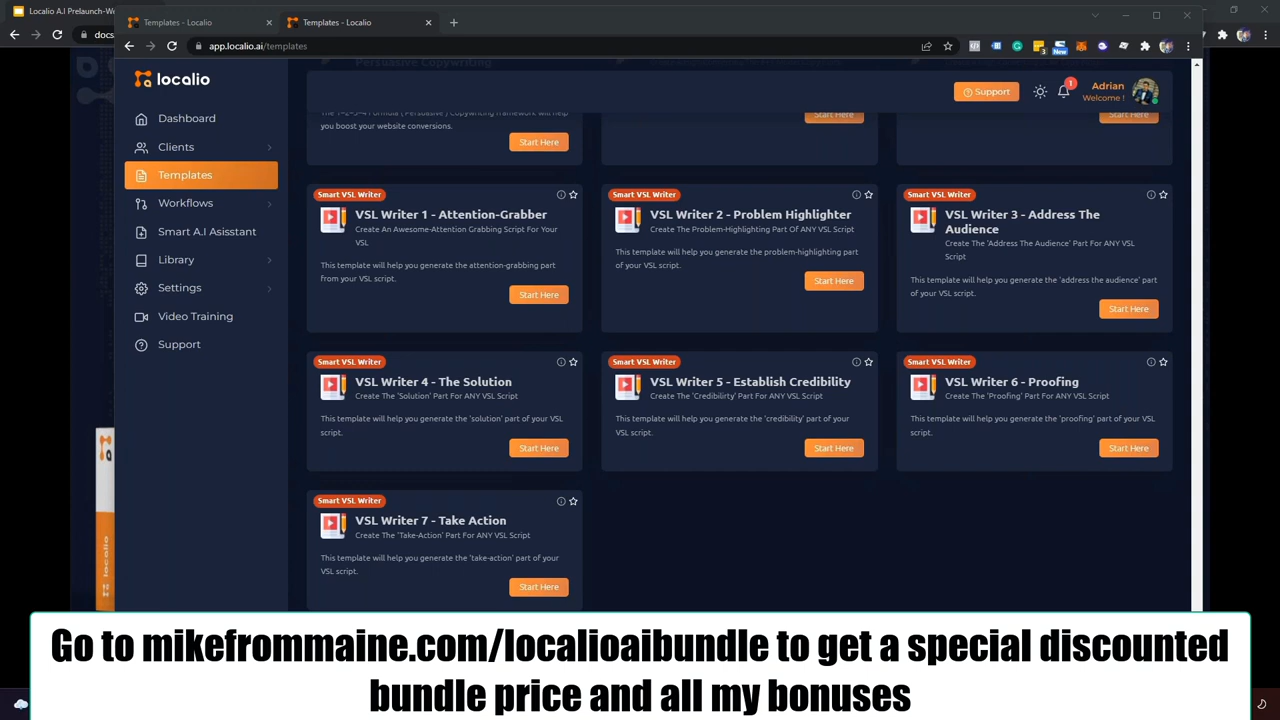 Localio A.I Prelaunch-W
Templates - Localio
Templates - Localio
docs
app.localio.ai/templates
New
localio
Support
1
Adrian
Welcome !
Dashboard
Clients
Templates
Workflows
Smart A.I Asisstant
Library
Settings
Video Training
Support
Persuasive Copywriting
you boost your website conversions.
Start Here
Start Here
Start Here
Smart VSL Writer
VSL Writer 1 - Attention-Grabber
Create An Awesome-Attention Grabbing Script For Your
VSL
This template will help you generate the attention-grabbing part
from your VSL script.
Start Here
Smart VSL Writer
VSL Writer 2 - Problem Highlighter
Create The Problem-Highlighting Part Of ANY VSL Script
This template will help you generate the problem-highlighting part
of your VSL script.
Start Here
Smart VSL Writer
VSL Writer 3 - Address The
Audience
Create The 'Address The Audience' Part For ANY VSL
Script
This template will help you generate the 'address the audience' part
of your VSL script.
Start Here
Smart VSL Writer
VSL Writer 4 - The Solution
Create The 'Solution' Part For ANY VSL Script
This template will help you generate the 'solution' part of your VSL
script.
Start Here
Smart VSL Writer
VSL Writer 5 - Establish Credibility
Create The 'Credibilirty' Part For ANY VSL Script
This template will help you generate the 'credibility' part of your
VSL script.
Start Here
Smart VSL Writer
VSL Writer 6 - Proofing
Create The 'Proofing' Part For ANY VSL Script
This template will help you generate the 'proofing' part of your VSL
script.
Start Here
Smart VSL Writer
VSL Writer 7 - Take Action
Create The 'Take-Action' Part For ANY VSL Script
This template will help you generate the 'take-action' part of your
VSL script.
Start Here
localio
Go to mikefrommaine.com/localioaibundle to get a special discounted
bundle price and all my bonuses